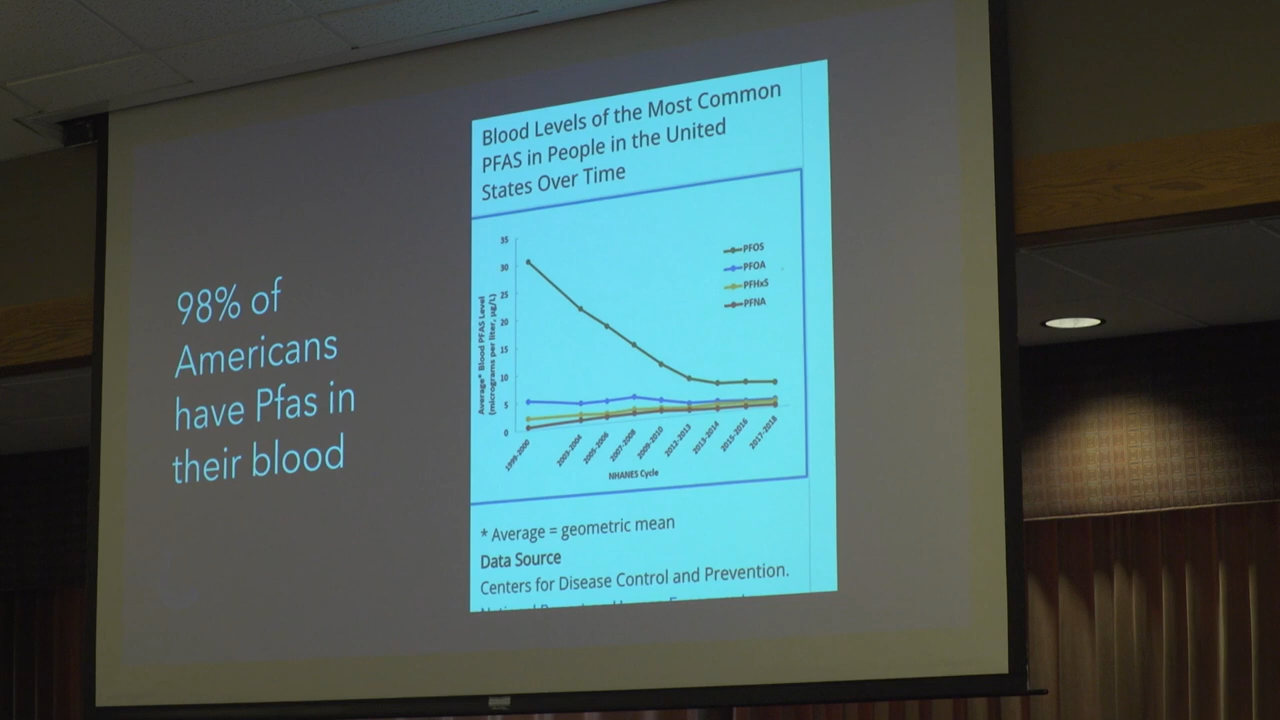 98% of
Americans
have Pfas in
their blood
Blood Levels of the Most Common
PFAS in People in the United
States Over Time
Average* Blood PFAS Level
(micrograms per liter, µg/L)
35
30
25
20
15
10
5
0
PFOS
PFOA
PFHxS
PFNA
1999-2000
2003-2004
2005-2006
2007-2008
2009-2010
2012-2013
2013-2014
2015-2016
2017-2018
NHANES Cycle
* Average = geometric mean
Data Source
Centers for Disease Control and Prevention.